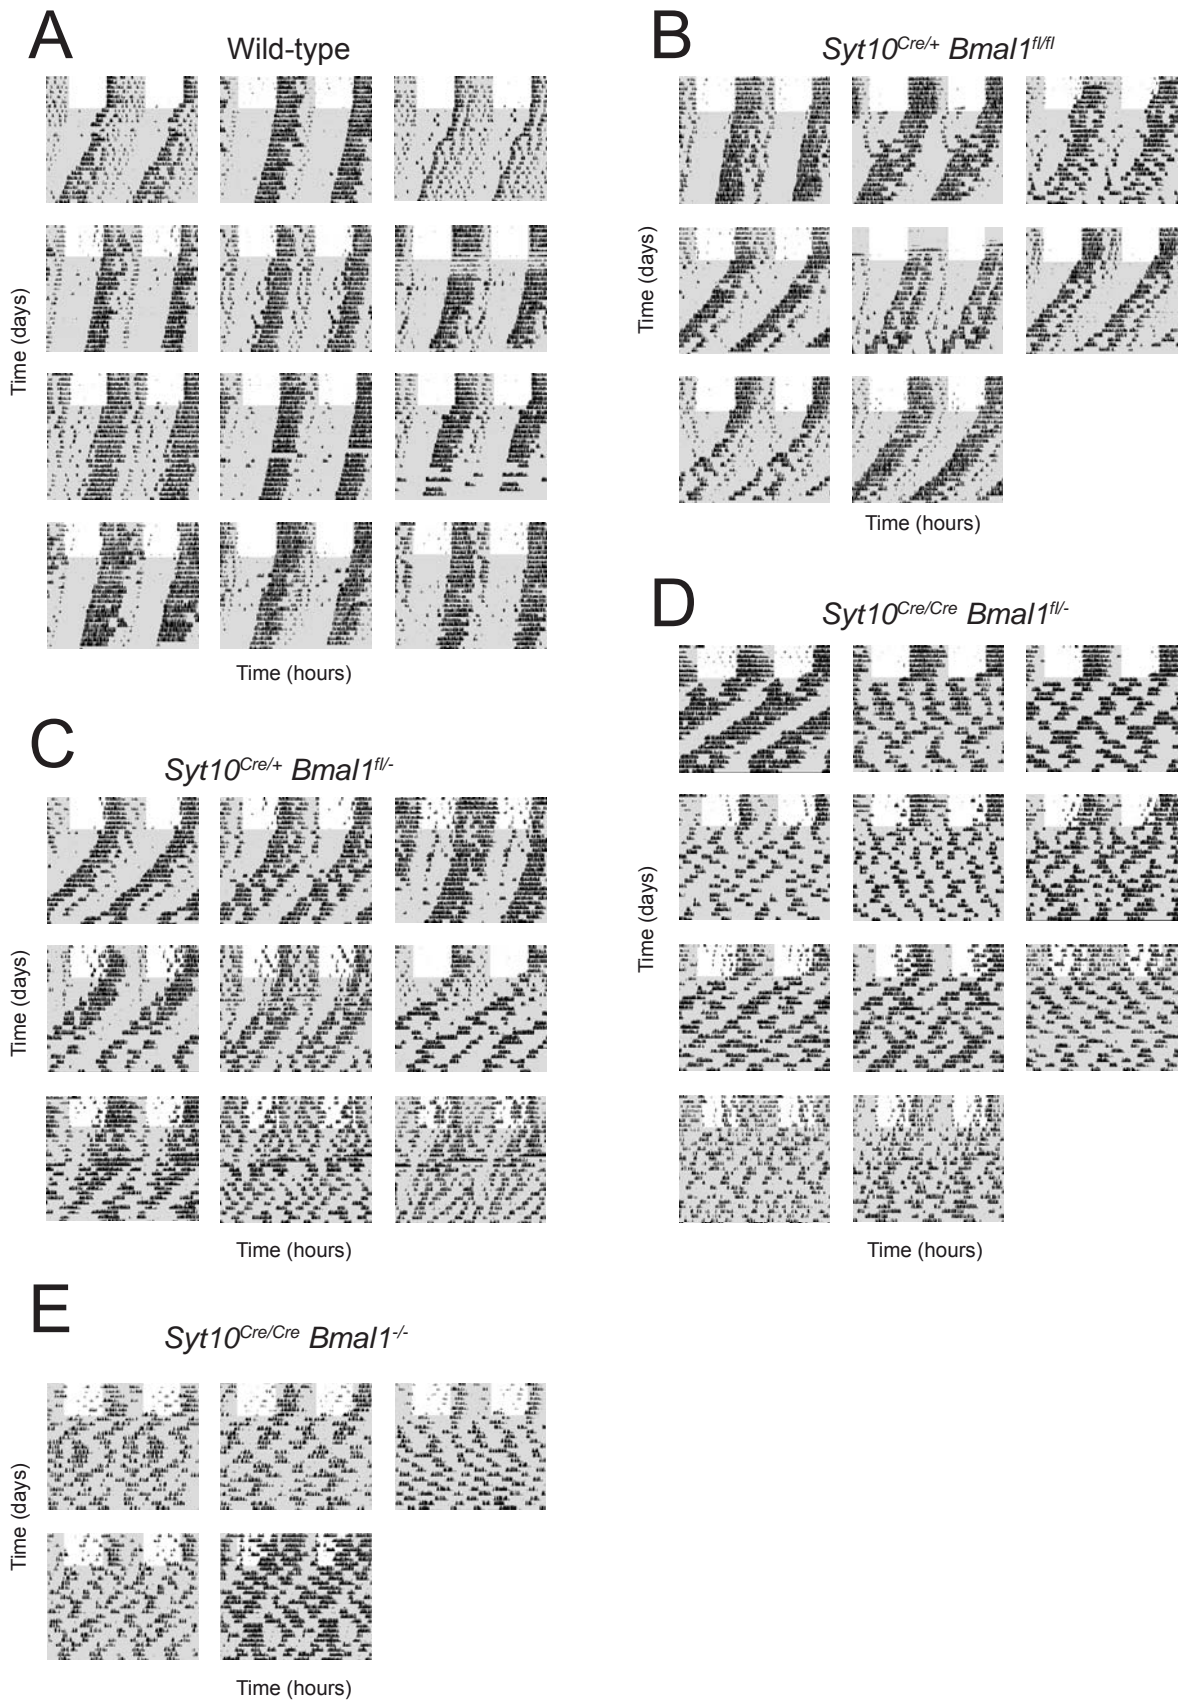 A
Wild-type
Time (days)
Time (hours)
B
Syt10Cre/+ Bmal1fl/fl
Time (days)
Time (hours)
C
Syt10Cre/+ Bmal1fl/-
Time (days)
Time (hours)
D
Syt10Cre/Cre Bmal1fl/-
Time (days)
Time (hours)
E
Syt10Cre/Cre Bmal1-/-
Time (days)
Time (hours)